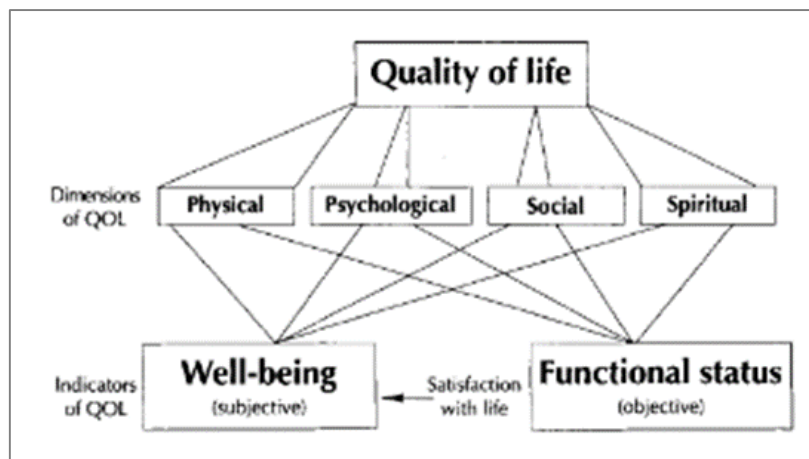 Quality of life
Dimensions
of QOL
Physical
Psychological
Social
Spiritual
Indicators
of QOL
Well-being
(subjective)
Satisfaction
with life
Functional status
(objective)